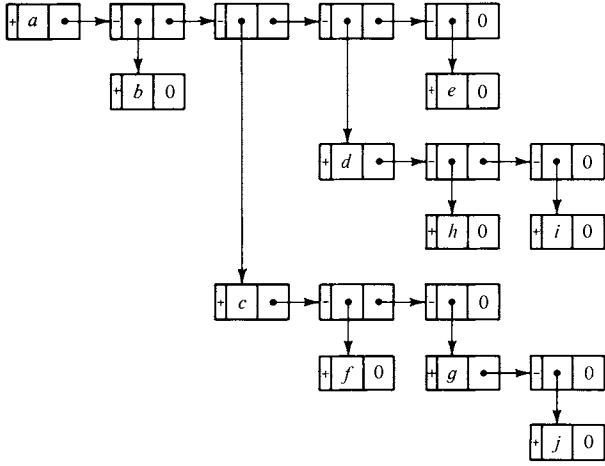 + a - - - - 0
+ b 0 + e 0
+ d - - 0
+ h 0 + i 0
+ c - - 0
+ f 0 + g - 0
+ j 0